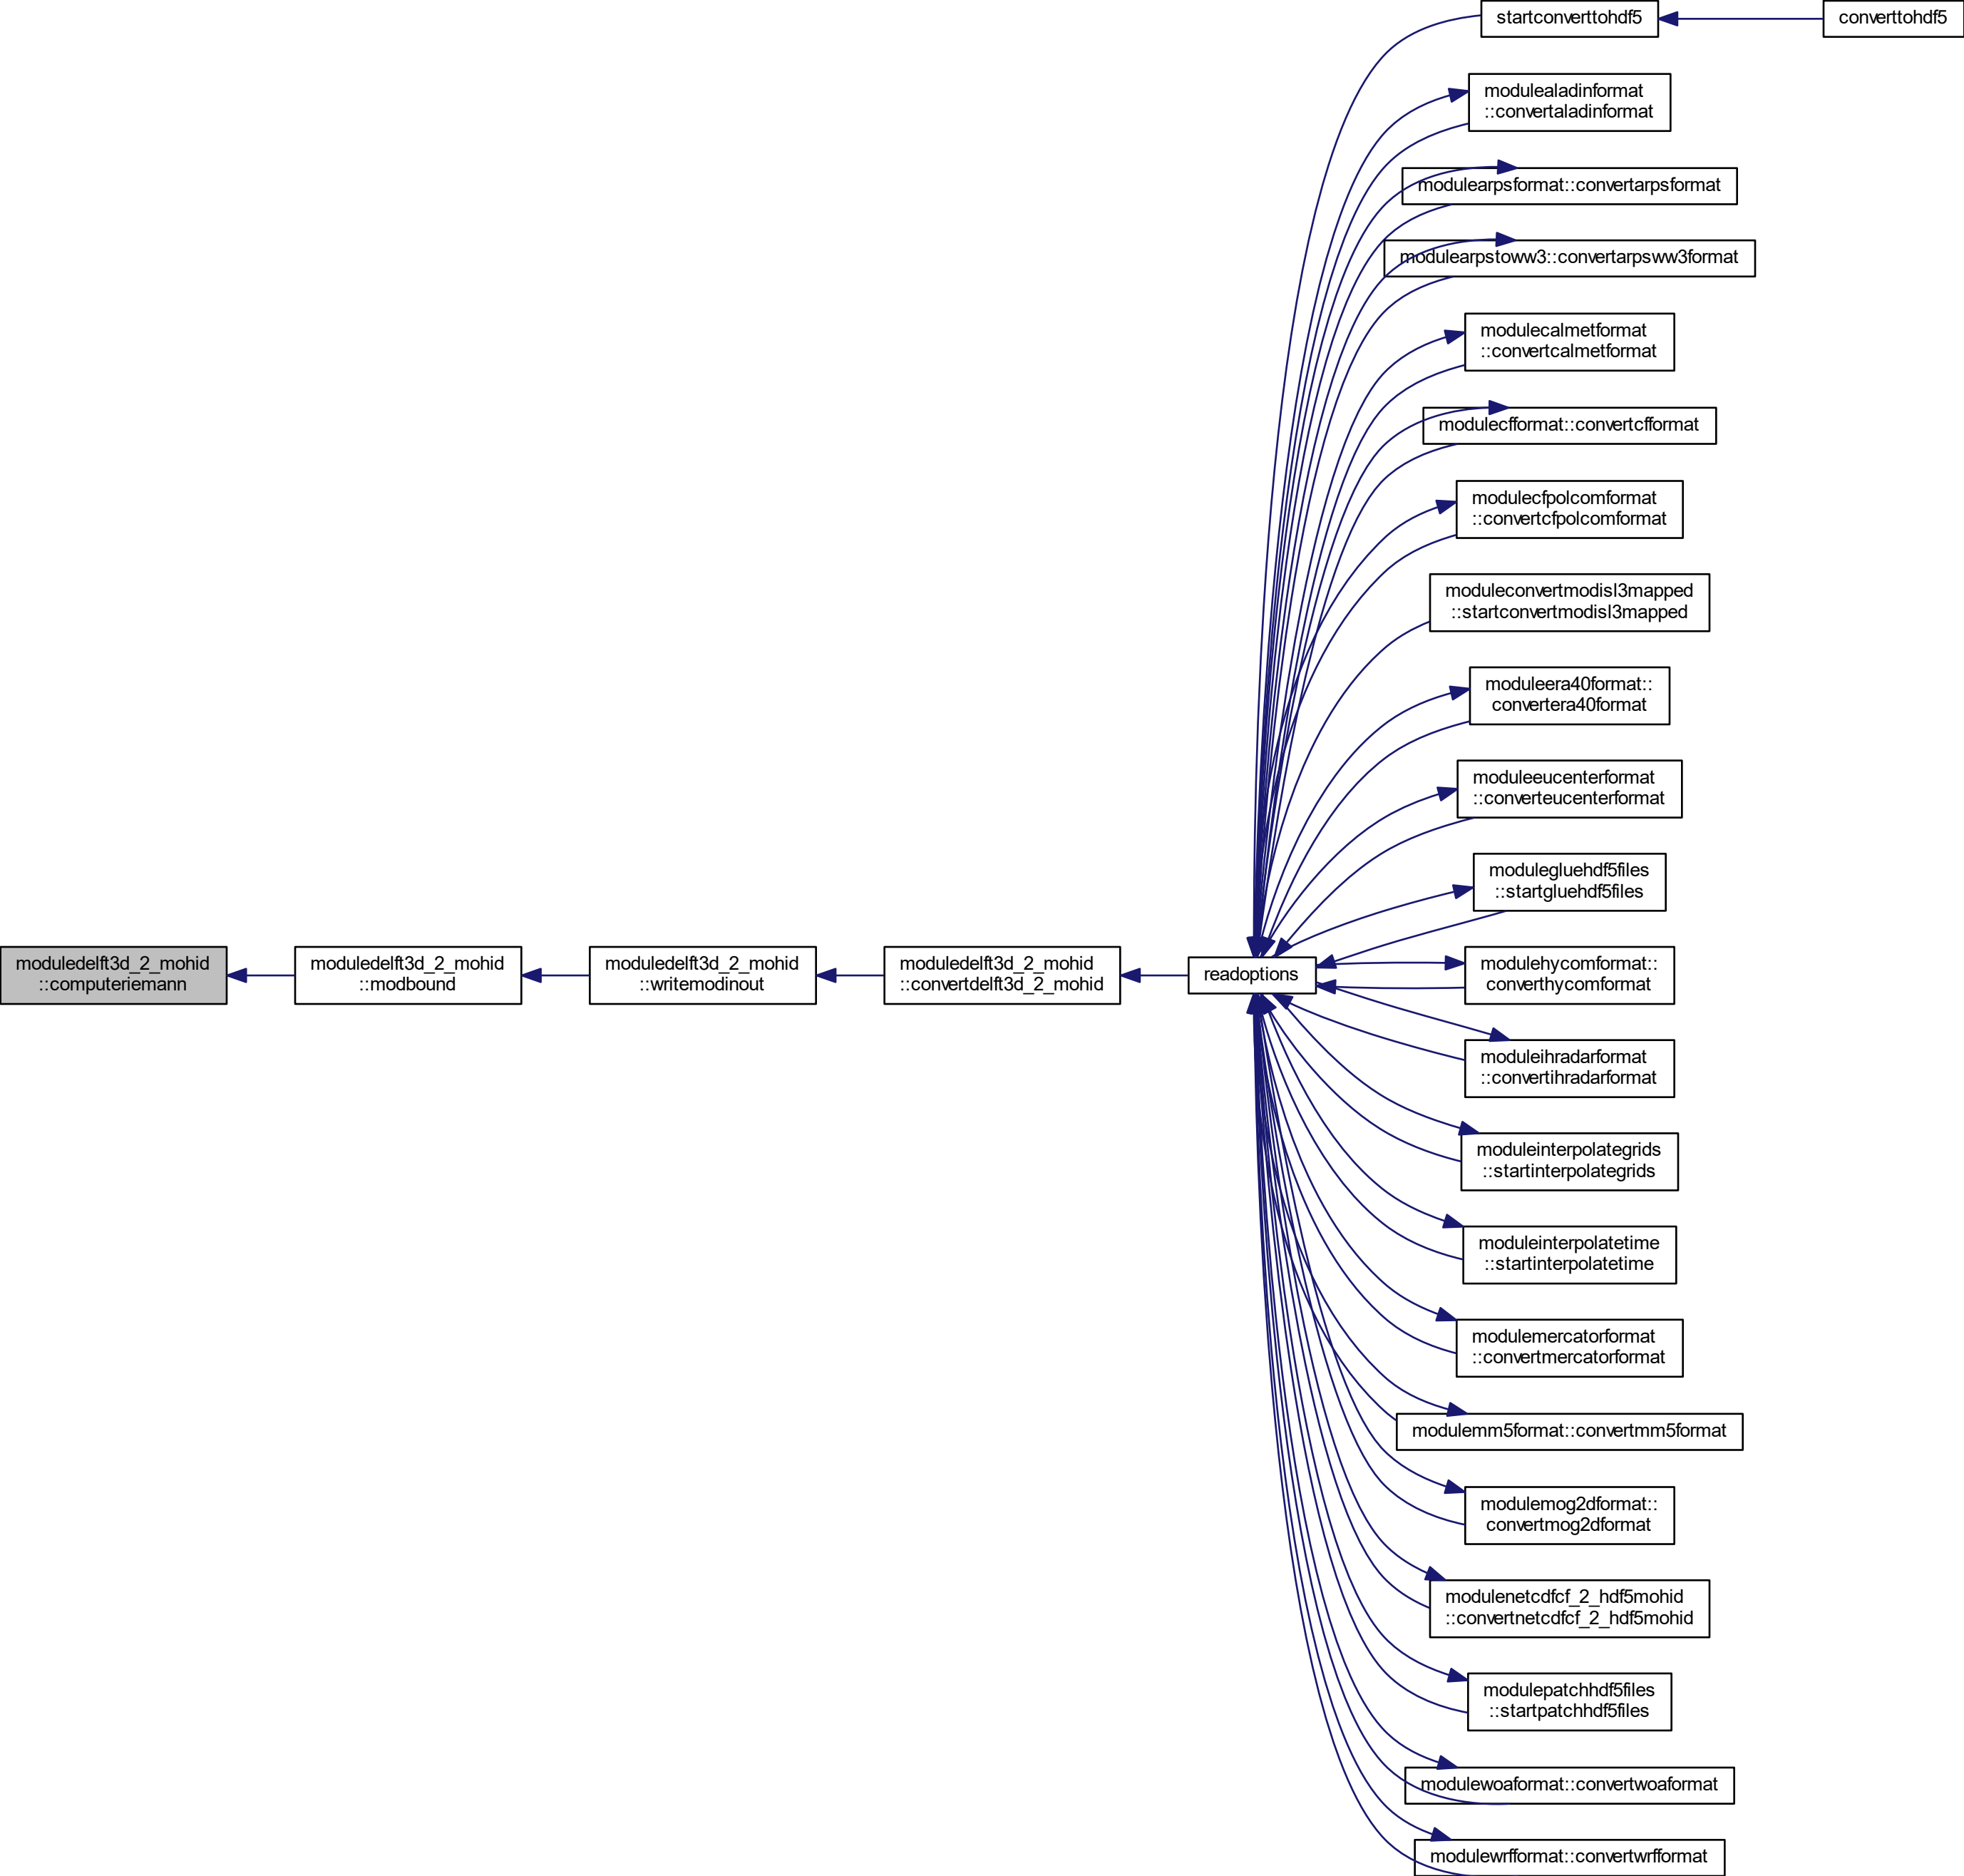 startconverttohdf5
converttohdf5
modulealadinformat
::convertaladinformat
modulearpsformat::convertarpsformat
modulearpstoww3::convertarpsww3format
modulecalmetformat
::convertcalmetformat
modulecfformat::convertcfformat
modulecfpolcomformat
::convertcfpolcomformat
moduleconvertmodisl3mapped
::startconvertmodisl3mapped
moduleera40format::
convertera40format
moduleeucenterformat
::converteucenterformat
modulegluehdf5files
::startgluehdf5files
moduledelft3d_2_mohid
::computeriemann
moduledelft3d_2_mohid
::modbound
moduledelft3d_2_mohid
::writemodinout
moduledelft3d_2_mohid
::convertdelft3d_2_mohid
readoptions
modulehycomformat::
converthycomformat
moduleihradarformat
::convertihradarformat
moduleinterpolategrids
::startinterpolategrids
moduleinterpolatetime
::startinterpolatetime
modulemercatorformat
::convertmercatorformat
modulemm5format::convertmm5format
modulemog2dformat::
convertmog2dformat
modulenetcdfcf_2_hdf5mohid
::convertnetcdfcf_2_hdf5mohid
modulepatchhdf5files
::startpatchhdf5files
modulewoaformat::convertwoaformat
modulewrfformat::convertwrfformat